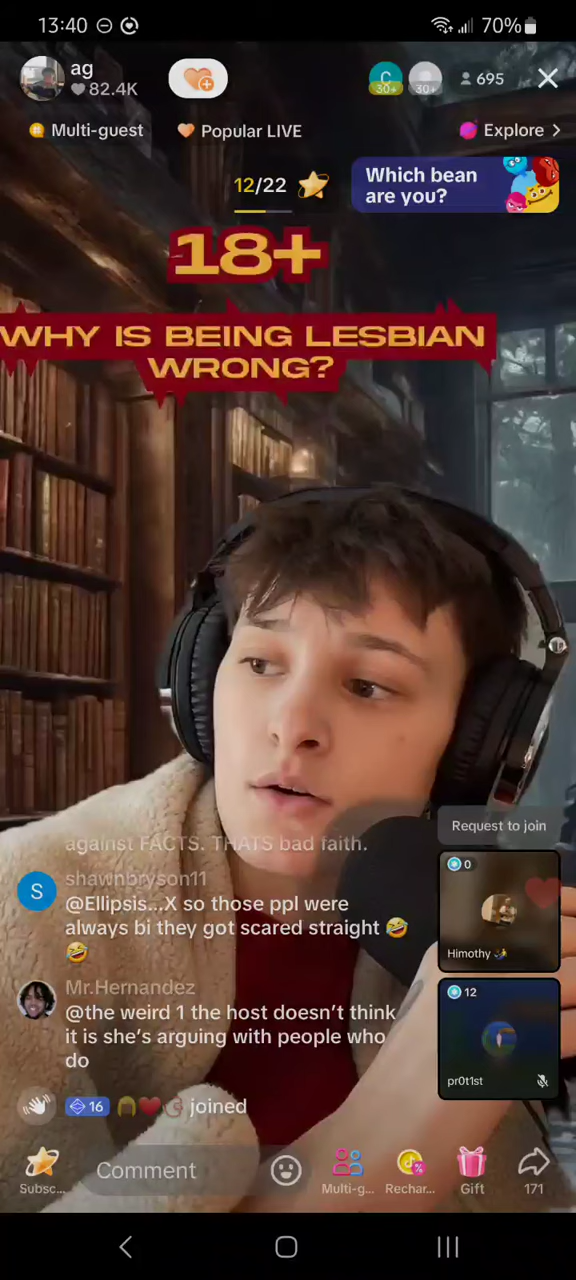 13:40
70%
ag
82.4K
30+
30+
695
Multi-guest
Popular LIVE
Explore
12/22
Which bean
are you?
18+
WHY IS BEING LESBIAN
WRONG?
Request to join
against FACTS. THATS bad faith.
S
shawnbryson11
@Ellipsis...X so those ppl were
always bi they got scared straight 🤣
🤣
0
Himothy
Mr.Hernandez
@the weird 1 the host doesn't think
it is she's arguing with people who
do
12
pr0t1st
16
joined
Subsc...
Comment
Multi-g...
Rechar...
Gift
171